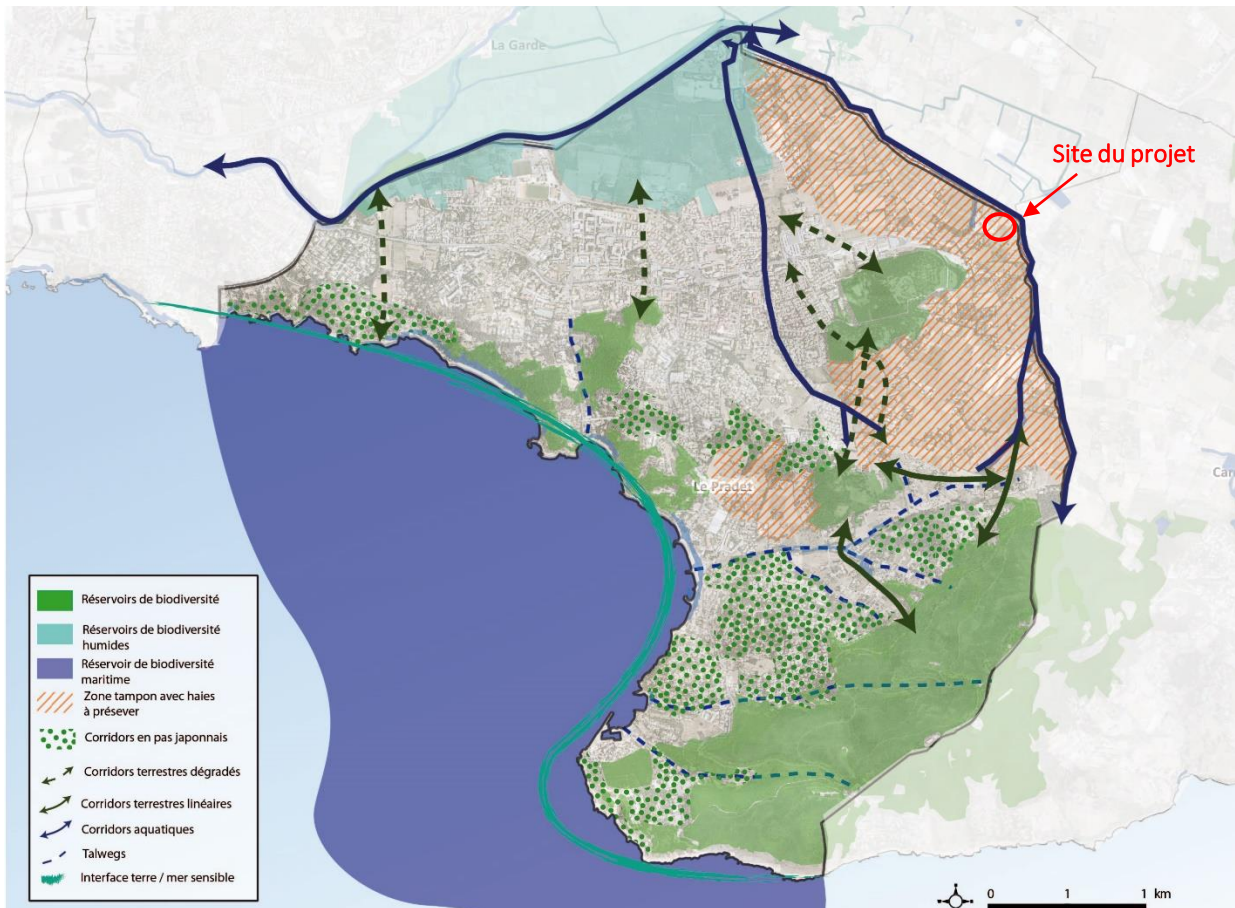 La Garde
Site du projet
Le Pradet
Car
Réservoirs de biodiversité
Réservoirs de biodiversité
humides
Réservoir de biodiversité
maritime
Zone tampon avec haies
à présever
Corridors en pas japonnais
Corridors terrestres dégradés
Corridors terrestres linéaires
Corridors aquatiques
Talwegs
Interface terre / mer sensible
0 1 1 km